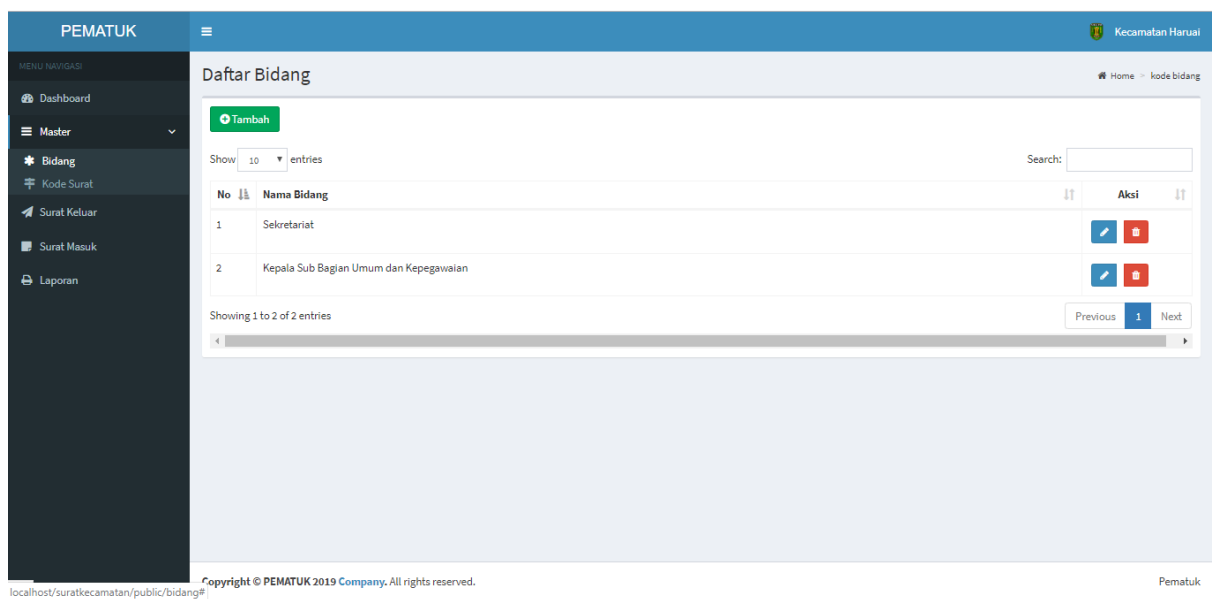 PEMATUK
Kecamatan Haruai
MENU NAVIGASI
Dashboard
Master
Bidang
Kode Surat
Surat Keluar
Surat Masuk
Laporan
Daftar Bidang
Home > kode bidang
Tambah
Show 10 entries
Search:
No Nama Bidang Aksi
1 Sekretariat
2 Kepala Sub Bagian Umum dan Kepegawaian
Showing 1 to 2 of 2 entries
Previous 1 Next
Copyright © PEMATUK 2019 Company. All rights reserved.
Pematuk
localhost/suratkecamatan/public/bidang#